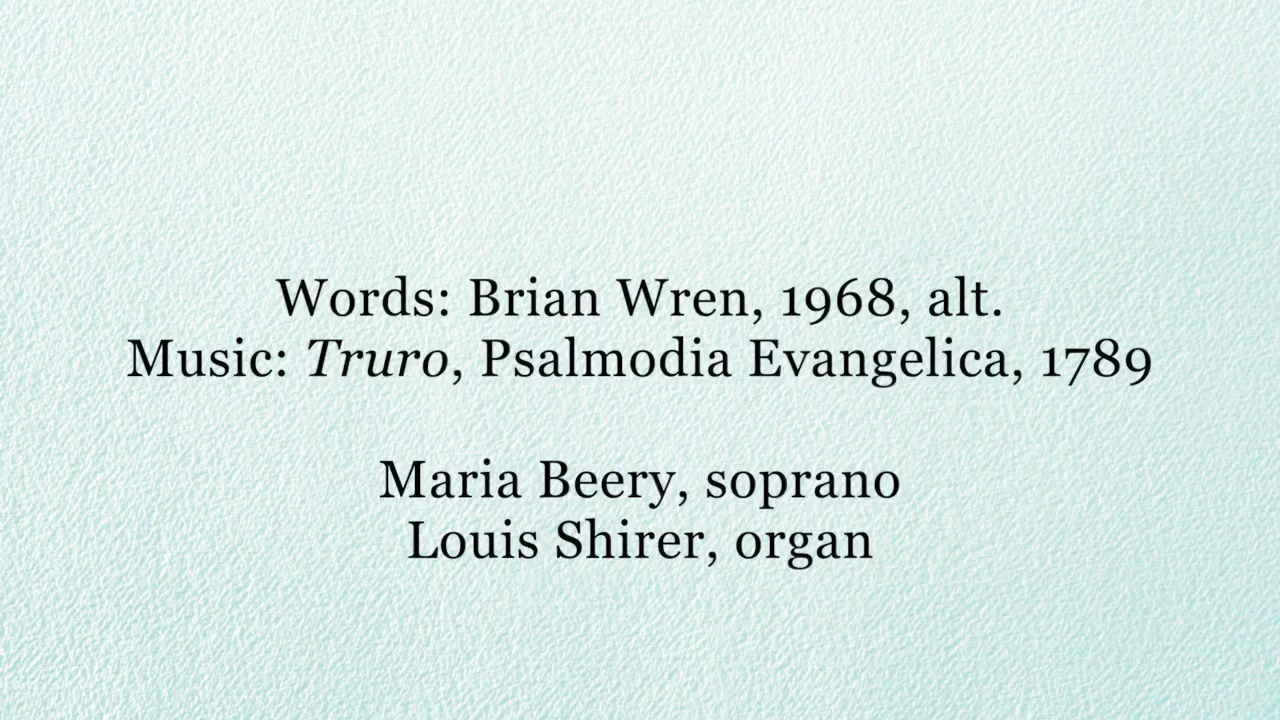 Words: Brian Wren, 1968, alt.
Music: Truro, Psalmodia Evangelica, 1789
Maria Beery, soprano
Louis Shirer, organ